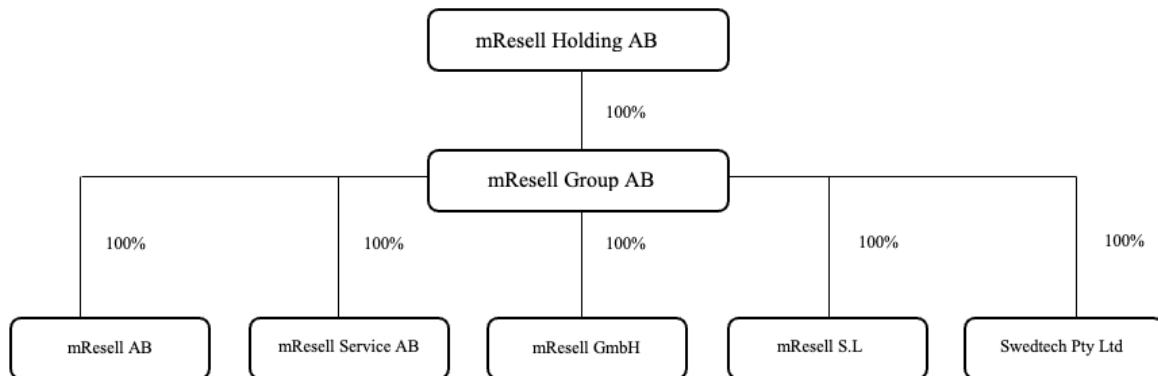 mResell Holding AB
100%
mResell Group AB
100%
100%
100%
100%
100%
mResell AB
mResell Service AB
mResell GmbH
mResell S.L
Swedtech Pty Ltd